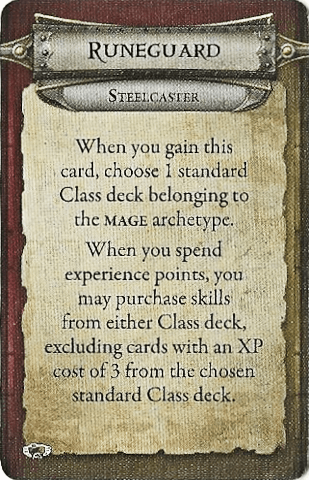 RUNEGUARD
STEELCASTER
When you gain this
card, choose 1 standard
Class deck belonging to
the MAGE archetype.
When you spend
experience points, you
may purchase skills
from either Class deck,
excluding cards with an XP
cost of 3 from the chosen
standard Class deck.